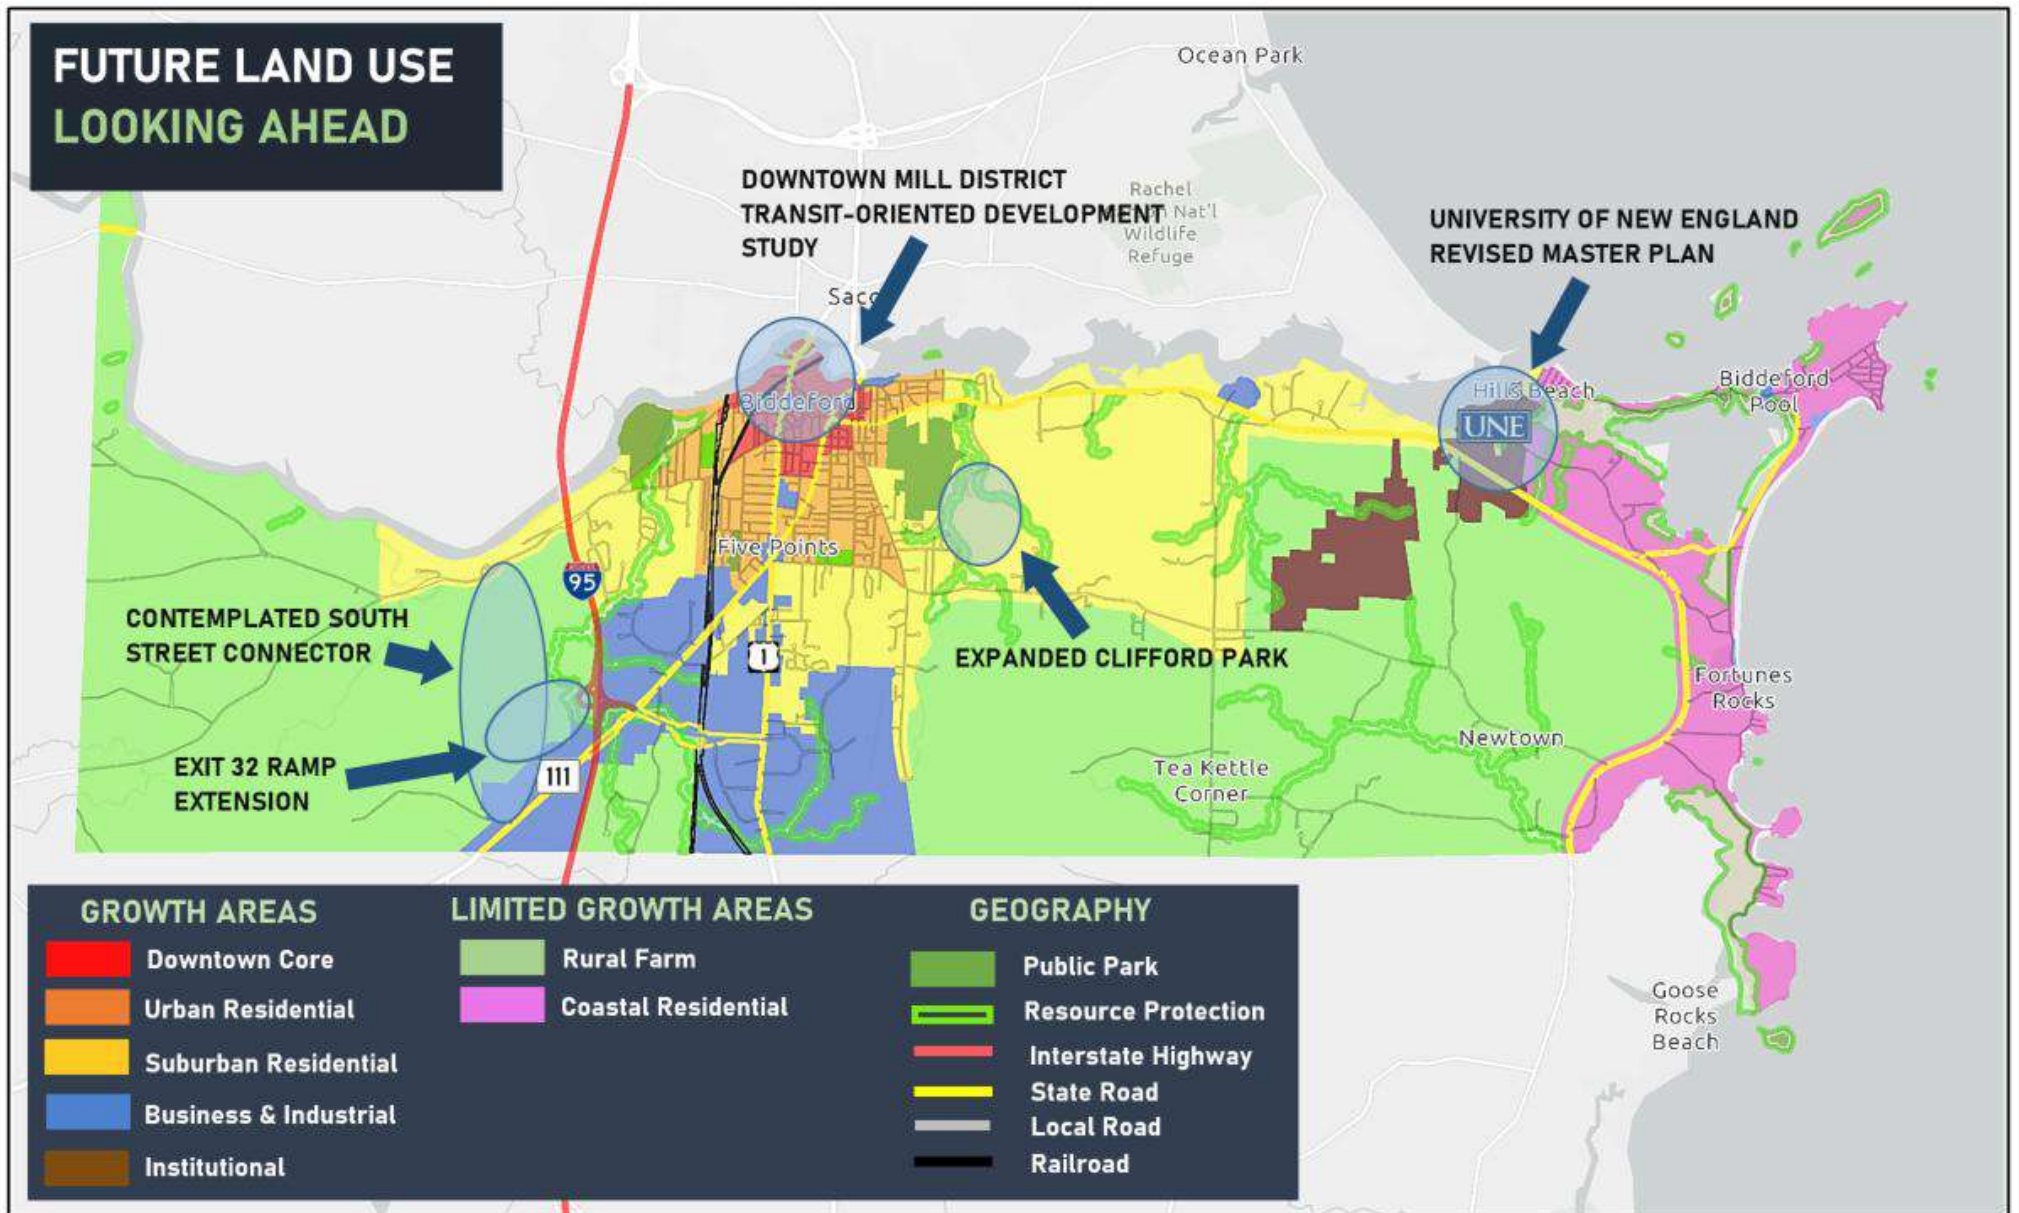 FUTURE LAND USE
LOOKING AHEAD
Ocean Park
DOWNTOWN MILL DISTRICT
TRANSIT-ORIENTED DEVELOPMENT
STUDY
Rachel
Nat'l
Wildlife
Refuge
UNIVERSITY OF NEW ENGLAND
REVISED MASTER PLAN
Saco
Biddeford
Hills Beach
UNE
Biddeford
Pool
Five Points
95
CONTEMPLATED SOUTH
STREET CONNECTOR
1
EXPANDED CLIFFORD PARK
Fortunes
Rocks
Newtown
EXIT 32 RAMP
EXTENSION
111
Tea Kettle
Corner
Goose
Rocks
Beach
GROWTH AREAS
Downtown Core
Urban Residential
Suburban Residential
Business & Industrial
Institutional
LIMITED GROWTH AREAS
Rural Farm
Coastal Residential
GEOGRAPHY
Public Park
Resource Protection
Interstate Highway
State Road
Local Road
Railroad